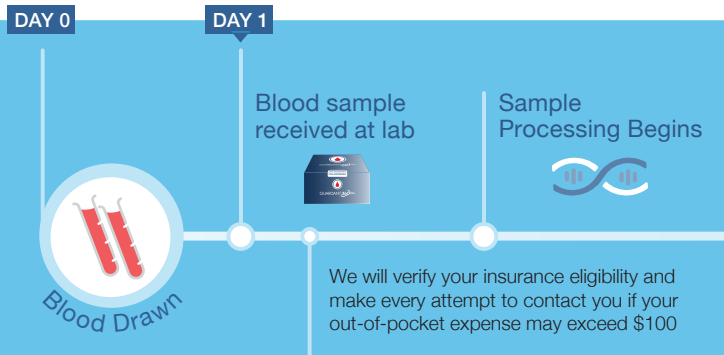 DAY 0
DAY 1
Blood sample
received at lab
Sample
Processing Begins
GUARDANT
Blood Drawn
We will verify your insurance eligibility and
make every attempt to contact you if your
out-of-pocket expense may exceed $100